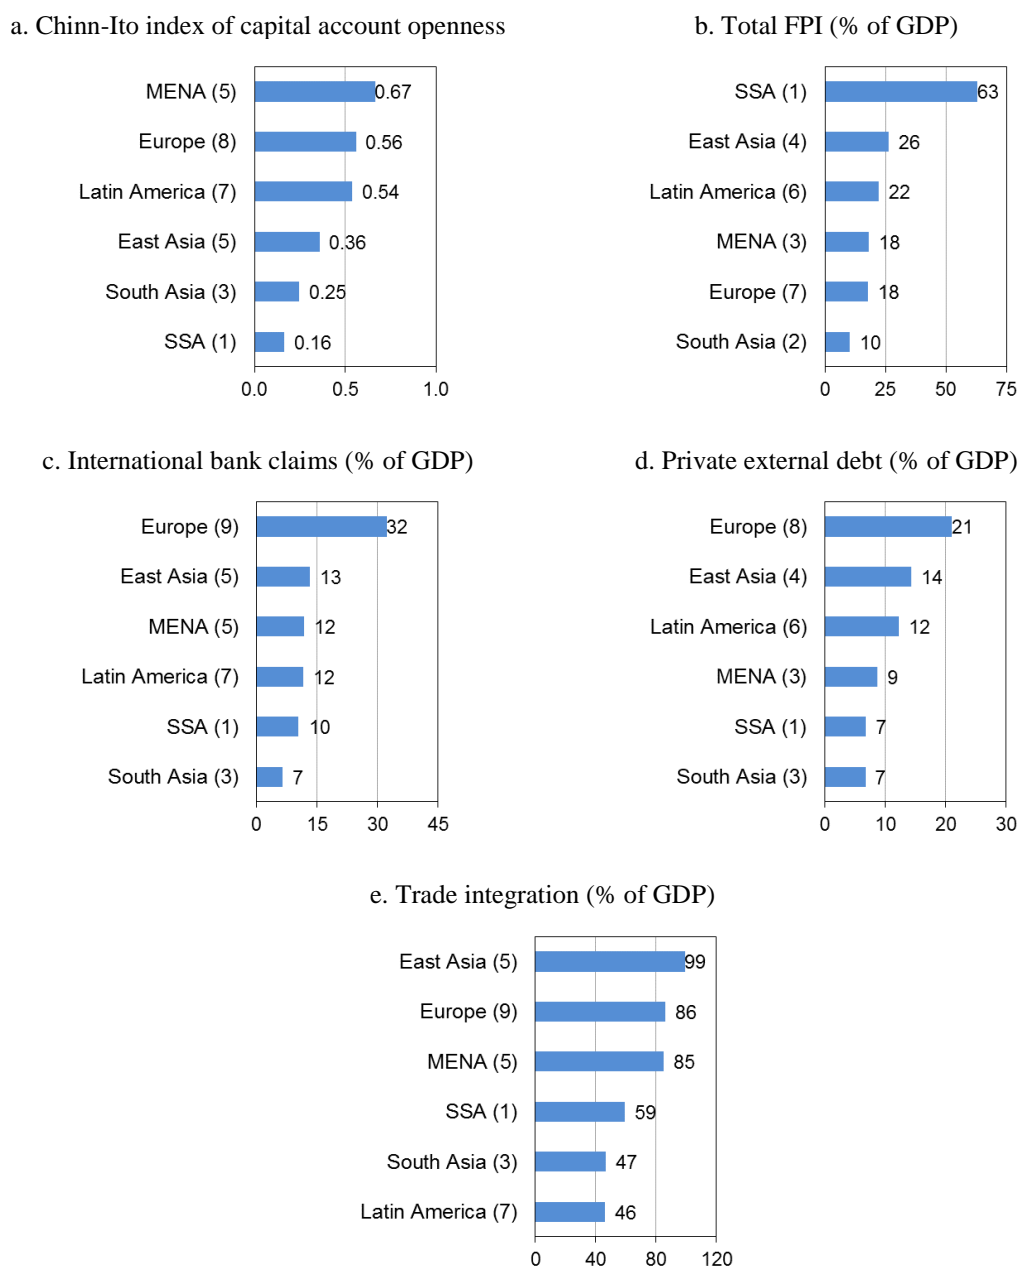 a. Chinn-Ito index of capital account openness
MENA (5) 0.67
Europe (8) 0.56
Latin America (7) 0.54
East Asia (5) 0.36
South Asia (3) 0.25
SSA (1) 0.16
0.0 0.5 1.0
b. Total FPI (% of GDP)
SSA (1) 63
East Asia (4) 26
Latin America (6) 22
MENA (3) 18
Europe (7) 18
South Asia (2) 10
0 25 50 75
c. International bank claims (% of GDP)
Europe (9) 32
East Asia (5) 13
MENA (5) 12
Latin America (7) 12
SSA (1) 10
South Asia (3) 7
0 15 30 45
d. Private external debt (% of GDP)
Europe (8) 21
East Asia (4) 14
Latin America (6) 12
MENA (3) 9
SSA (1) 7
South Asia (3) 7
0 10 20 30
e. Trade integration (% of GDP)
East Asia (5) 99
Europe (9) 86
MENA (5) 85
SSA (1) 59
South Asia (3) 47
Latin America (7) 46
0 40 80 120